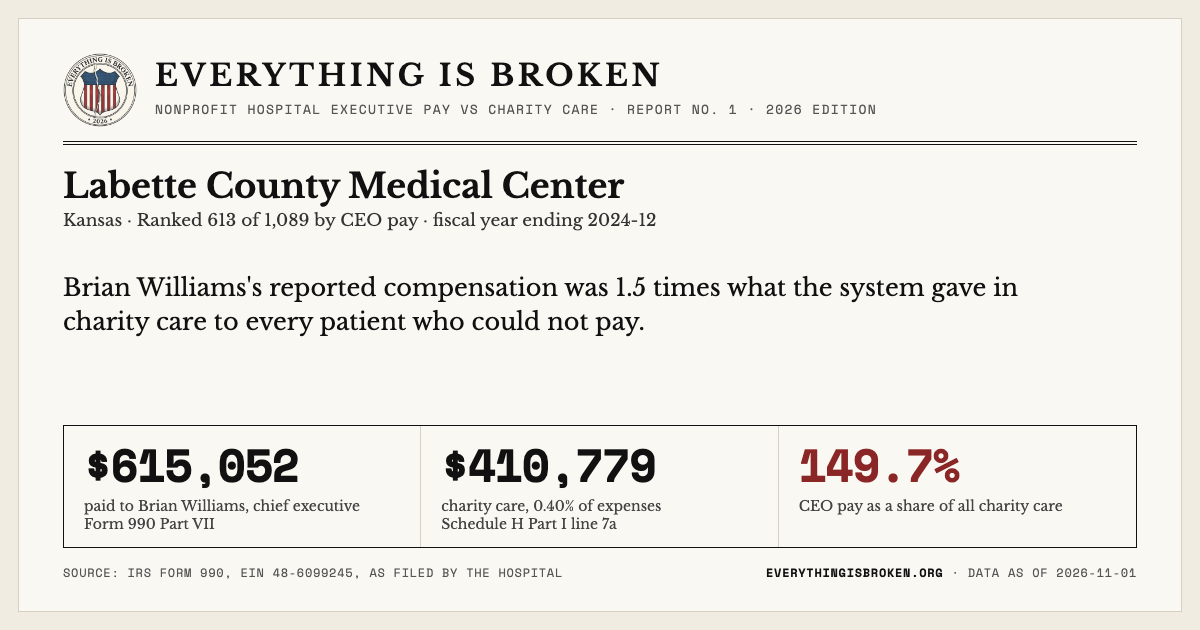 EVERYTHING IS BROKEN
2026
EVERYTHING IS BROKEN
NONPROFIT HOSPITAL EXECUTIVE PAY VS CHARITY CARE · REPORT NO. 1 · 2026 EDITION
Labette County Medical Center
Kansas · Ranked 613 of 1,089 by CEO pay · fiscal year ending 2024-12
Brian Williams's reported compensation was 1.5 times what the system gave in
charity care to every patient who could not pay.
$615,052
paid to Brian Williams, chief executive
Form 990 Part VII
$410,779
charity care, 0.40% of expenses
Schedule H Part I line 7a
149.7%
CEO pay as a share of all charity care
SOURCE: IRS FORM 990, EIN 48-6099245, AS FILED BY THE HOSPITAL
EVERYTHINGISBROKEN.ORG · DATA AS OF 2026-11-01